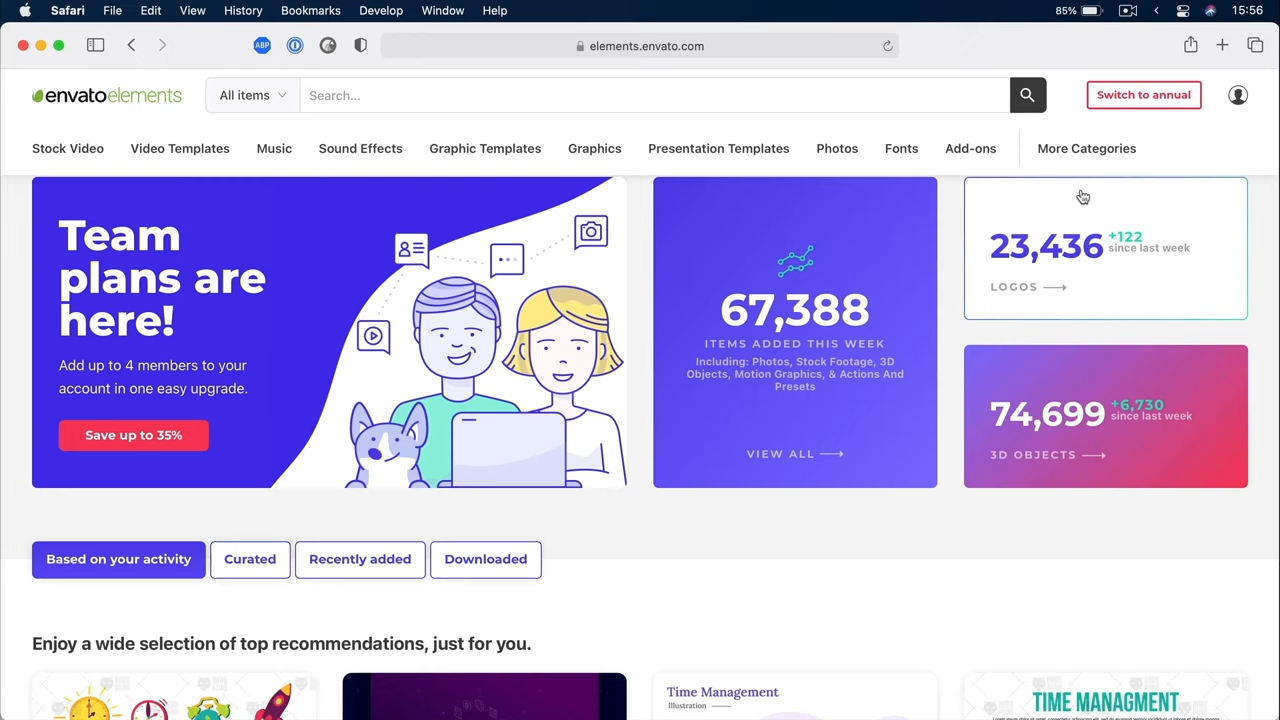 Safari File Edit View History Bookmarks Develop Window Help 85% 15:56
ABP elements.envato.com
envatoelements All items Search... Switch to annual
Stock Video Video Templates Music Sound Effects Graphic Templates Graphics Presentation Templates Photos Fonts Add-ons More Categories
Team
plans are
here!
Add up to 4 members to your
account in one easy upgrade.
Save up to 35%
67,388
ITEMS ADDED THIS WEEK
Including: Photos, Stock Footage, 3D
Objects, Motion Graphics, & Actions And
Presets
VIEW ALL
23,436 +122
since last week
LOGOS
74,699 +6,730
since last week
3D OBJECTS
Based on your activity Curated Recently added Downloaded
Enjoy a wide selection of top recommendations, just for you.
Time Management
Illustration
TIME MANAGMENT